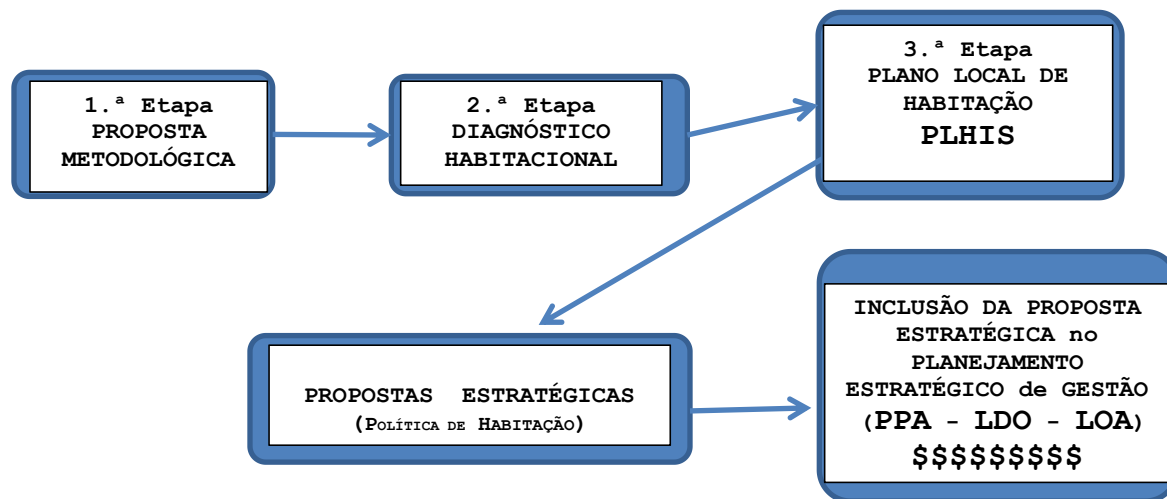 1.ª Etapa
PROPOSTA
METODOLÓGICA
2.ª Etapa
DIAGNÓSTICO
HABITACIONAL
3.ª Etapa
PLANO LOCAL DE
HABITAÇÃO
PLHIS
PROPOSTAS ESTRATÉGICAS
(POLÍTICA DE HABITAÇÃO)
INCLUSÃO DA PROPOSTA
ESTRATÉGICA no
PLANEJAMENTO
ESTRATÉGICO de GESTÃO
(PPA - LDO - LOA)
$$$$$$$$$